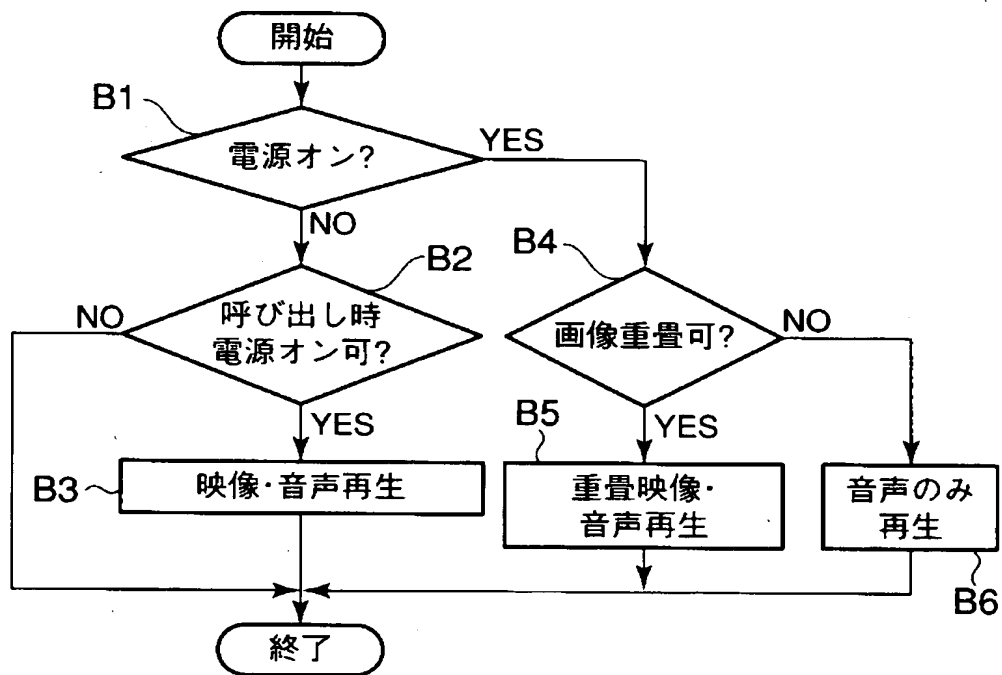 開始
B1
電源オン?
YES
NO
B2
呼び出し時
電源オン可?
NO
YES
B4
画像重畳可?
NO
YES
B3
映像・音声再生
B5
重畳映像・
音声再生
音声のみ
再生
B6
終了